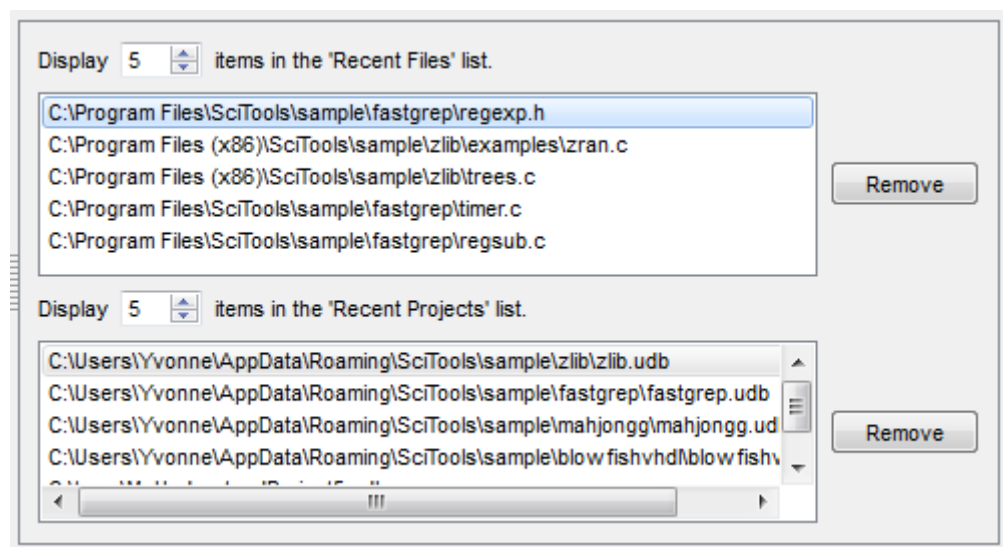 Display 5 items in the 'Recent Files' list.
C:\Program Files\SciTools\sample\fastgrep\regexp.h
C:\Program Files (x86)\SciTools\sample\zlib\examples\zran.c
C:\Program Files (x86)\SciTools\sample\zlib\trees.c
Remove
C:\Program Files\SciTools\sample\fastgrep\timer.c
C:\Program Files\SciTools\sample\fastgrep\regsub.c
Display 5 items in the 'Recent Projects' list.
C:\Users\Yvonne\AppData\Roaming\SciTools\sample\zlib\zlib.udb
C:\Users\Yvonne\AppData\Roaming\SciTools\sample\fastgrep\fastgrep.udb
C:\Users\Yvonne\AppData\Roaming\SciTools\sample\mahjongg\mahjongg.ud
Remove
C:\Users\Yvonne\AppData\Roaming\SciTools\sample\blowfishvhdl\blowfishv